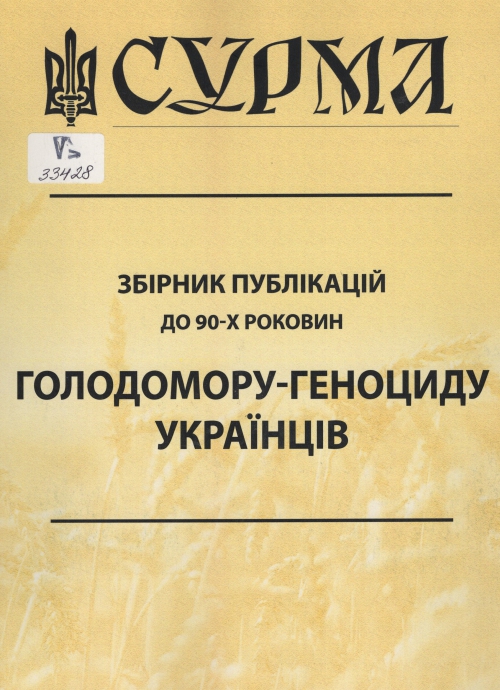 СУРМА
Vs
33428
ЗБІРНИК ПУБЛІКАЦІЙ
ДО 90-Х РОКОВИН
ГОЛОДОМОРУ-ГЕНОЦИДУ
УКРАЇНЦІВ